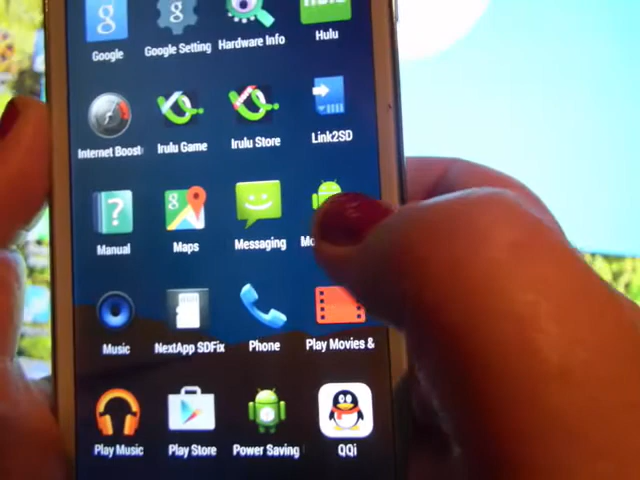 Google
Google Setting
Hardware Info
Hulu
Internet Boost
Irulu Game
Irulu Store
Link2SD
Manual
Maps
Messaging
Music
NextApp SDFix
Phone
Play Movies &
Play Music
Play Store
Power Saving
QQi